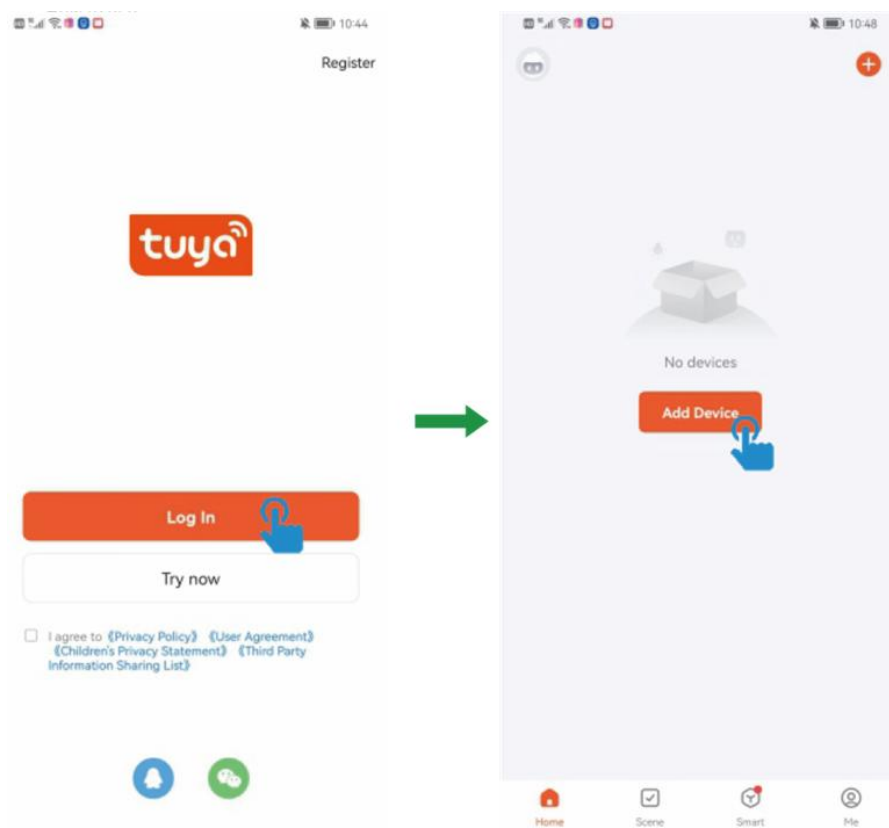 10:44
Register
tuya
Log In
Try now
I agree to 《Privacy Policy》 《User Agreement》
《Children's Privacy Statement》 《Third Party
Information Sharing List》
10:48
No devices
Add Device
Home
Scene
Smart
Me